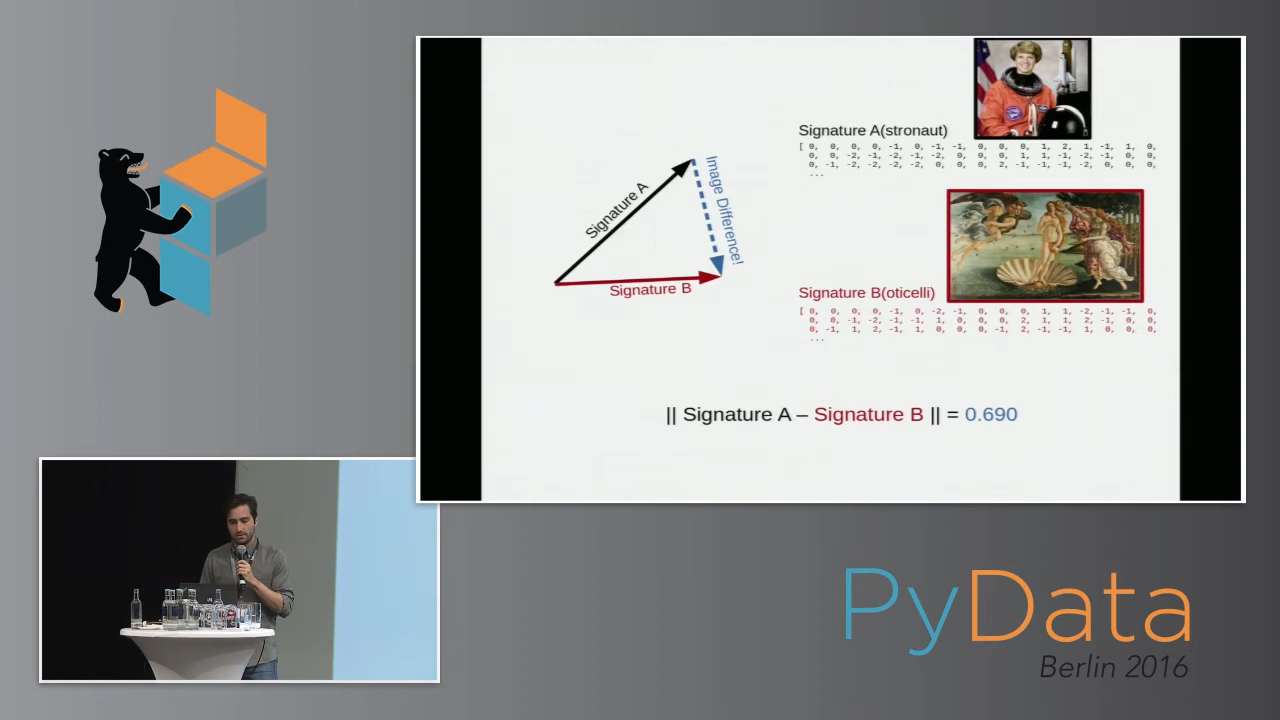 Signature A(stronaut)
[ 0, 0, 0, 0, -1, 0, -1, -1, 0, 0, 0, 1, 2, 1, -1, 1, 0,
0, 0, -2, -1, -2, -1, -2, 0, 0, 0, 1, 1, -1, -2, -1, 0, 0,
0, -1, -2, -2, -2, -2, 0, 0, 0, 2, -1, -1, -1, -2, 0, 0, 0,
...
Signature A
Image Difference!
Signature B
Signature B(oticelli)
[ 0, 0, 0, 0, -1, 0, -2, -1, 0, 0, 0, 1, 1, -2, -1, -1, 0,
0, 0, -1, -2, -1, -1, 1, 0, 0, 2, 1, 1, 2, -1, 0, 0,
0, -1, 1, 2, -1, 1, 0, 0, 0, -1, 2, -1, -1, 1, 0, 0, 0,
...
|| Signature A – Signature B || = 0.690
PyData
Berlin 2016